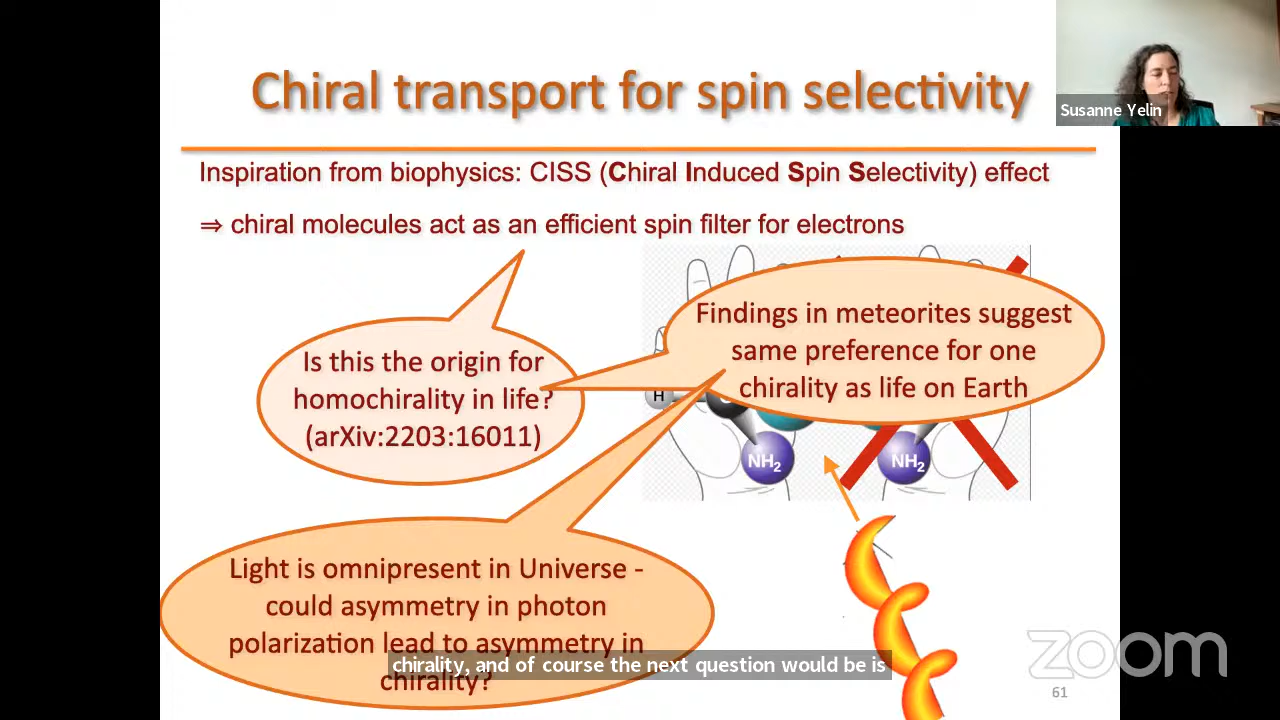 Chiral transport for spin selectivity
Susanne Yelin
Inspiration from biophysics: CISS (Chiral Induced Spin Selectivity) effect
⇒ chiral molecules act as an efficient spin filter for electrons
Findings in meteorites suggest
same preference for one
chirality as life on Earth
Is this the origin for
homochirality in life?
(arXiv:2203:16011)
H
NH2
NH2
Light is omnipresent in Universe -
could asymmetry in photon
polarization lead to asymmetry in
chirality?
chirality, and of course the next question would be is
zoom
61